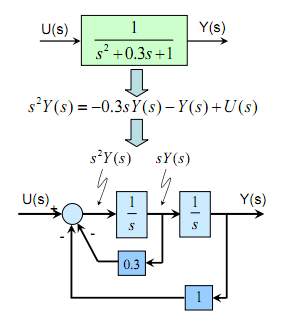 U(s) 1 / s² +0.3s+1 Y(s)
s²Y(s) = −0.3sY(s) − Y(s) + U(s)
s²Y(s) sY(s)
U(s) + 1/s 1/s Y(s)
- -
0.3
1